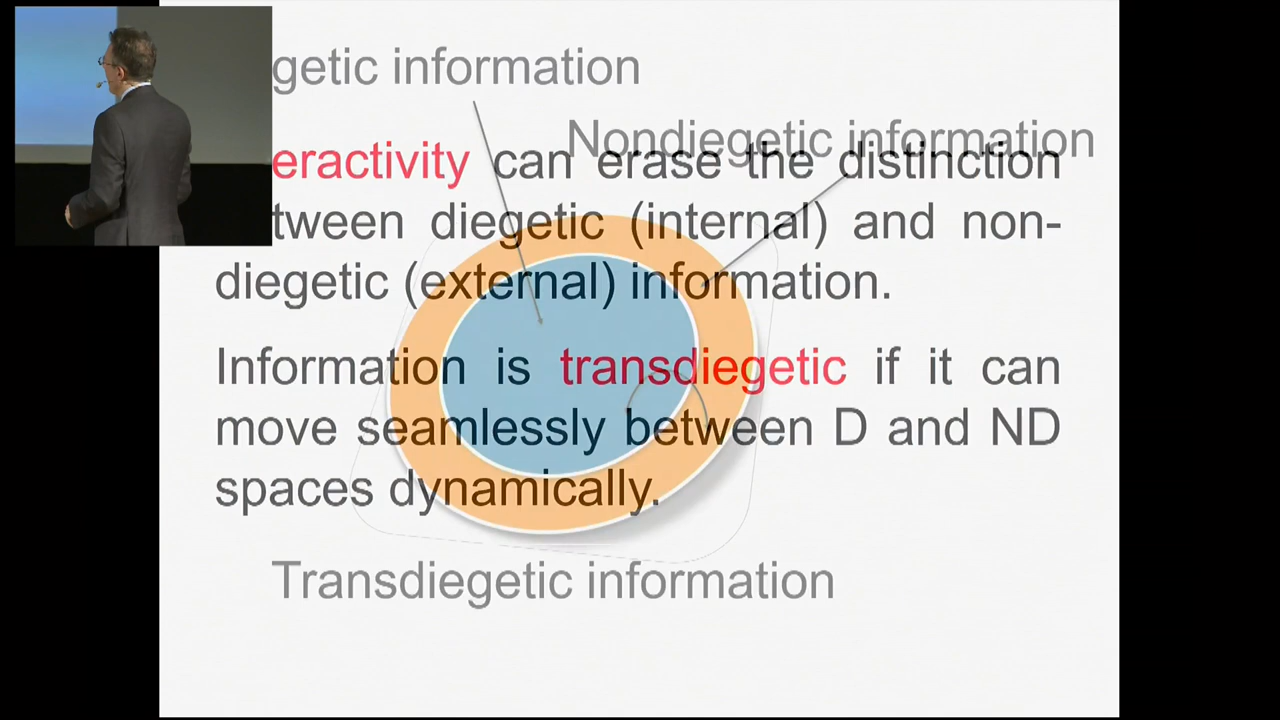 getic information
Nondiegetic information
eractivity can erase the distinction
tween diegetic (internal) and non-
diegetic (external) information.
Information is transdiegetic if it can
move seamlessly between D and ND
spaces dynamically.
Transdiegetic information